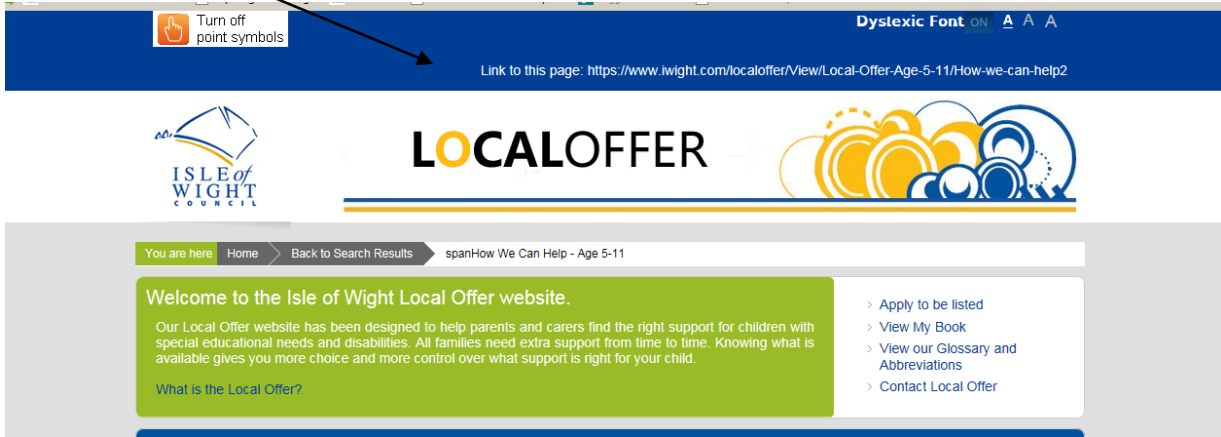 Turn off
point symbols
Dyslexic Font ON A A A
Link to this page: https://www.iwight.com/localoffer/View/Local-Offer-Age-5-11/How-we-can-help2
ISLE of
WIGHT
COUNCIL
LOCALOFFER
You are here Home Back to Search Results spanHow We Can Help - Age 5-11
Welcome to the Isle of Wight Local Offer website.
Our Local Offer website has been designed to help parents and carers find the right support for children with
special educational needs and disabilities. All families need extra support from time to time. Knowing what is
available gives you more choice and more control over what support is right for your child.
What is the Local Offer?
> Apply to be listed
> View My Book
> View our Glossary and
Abbreviations
> Contact Local Offer